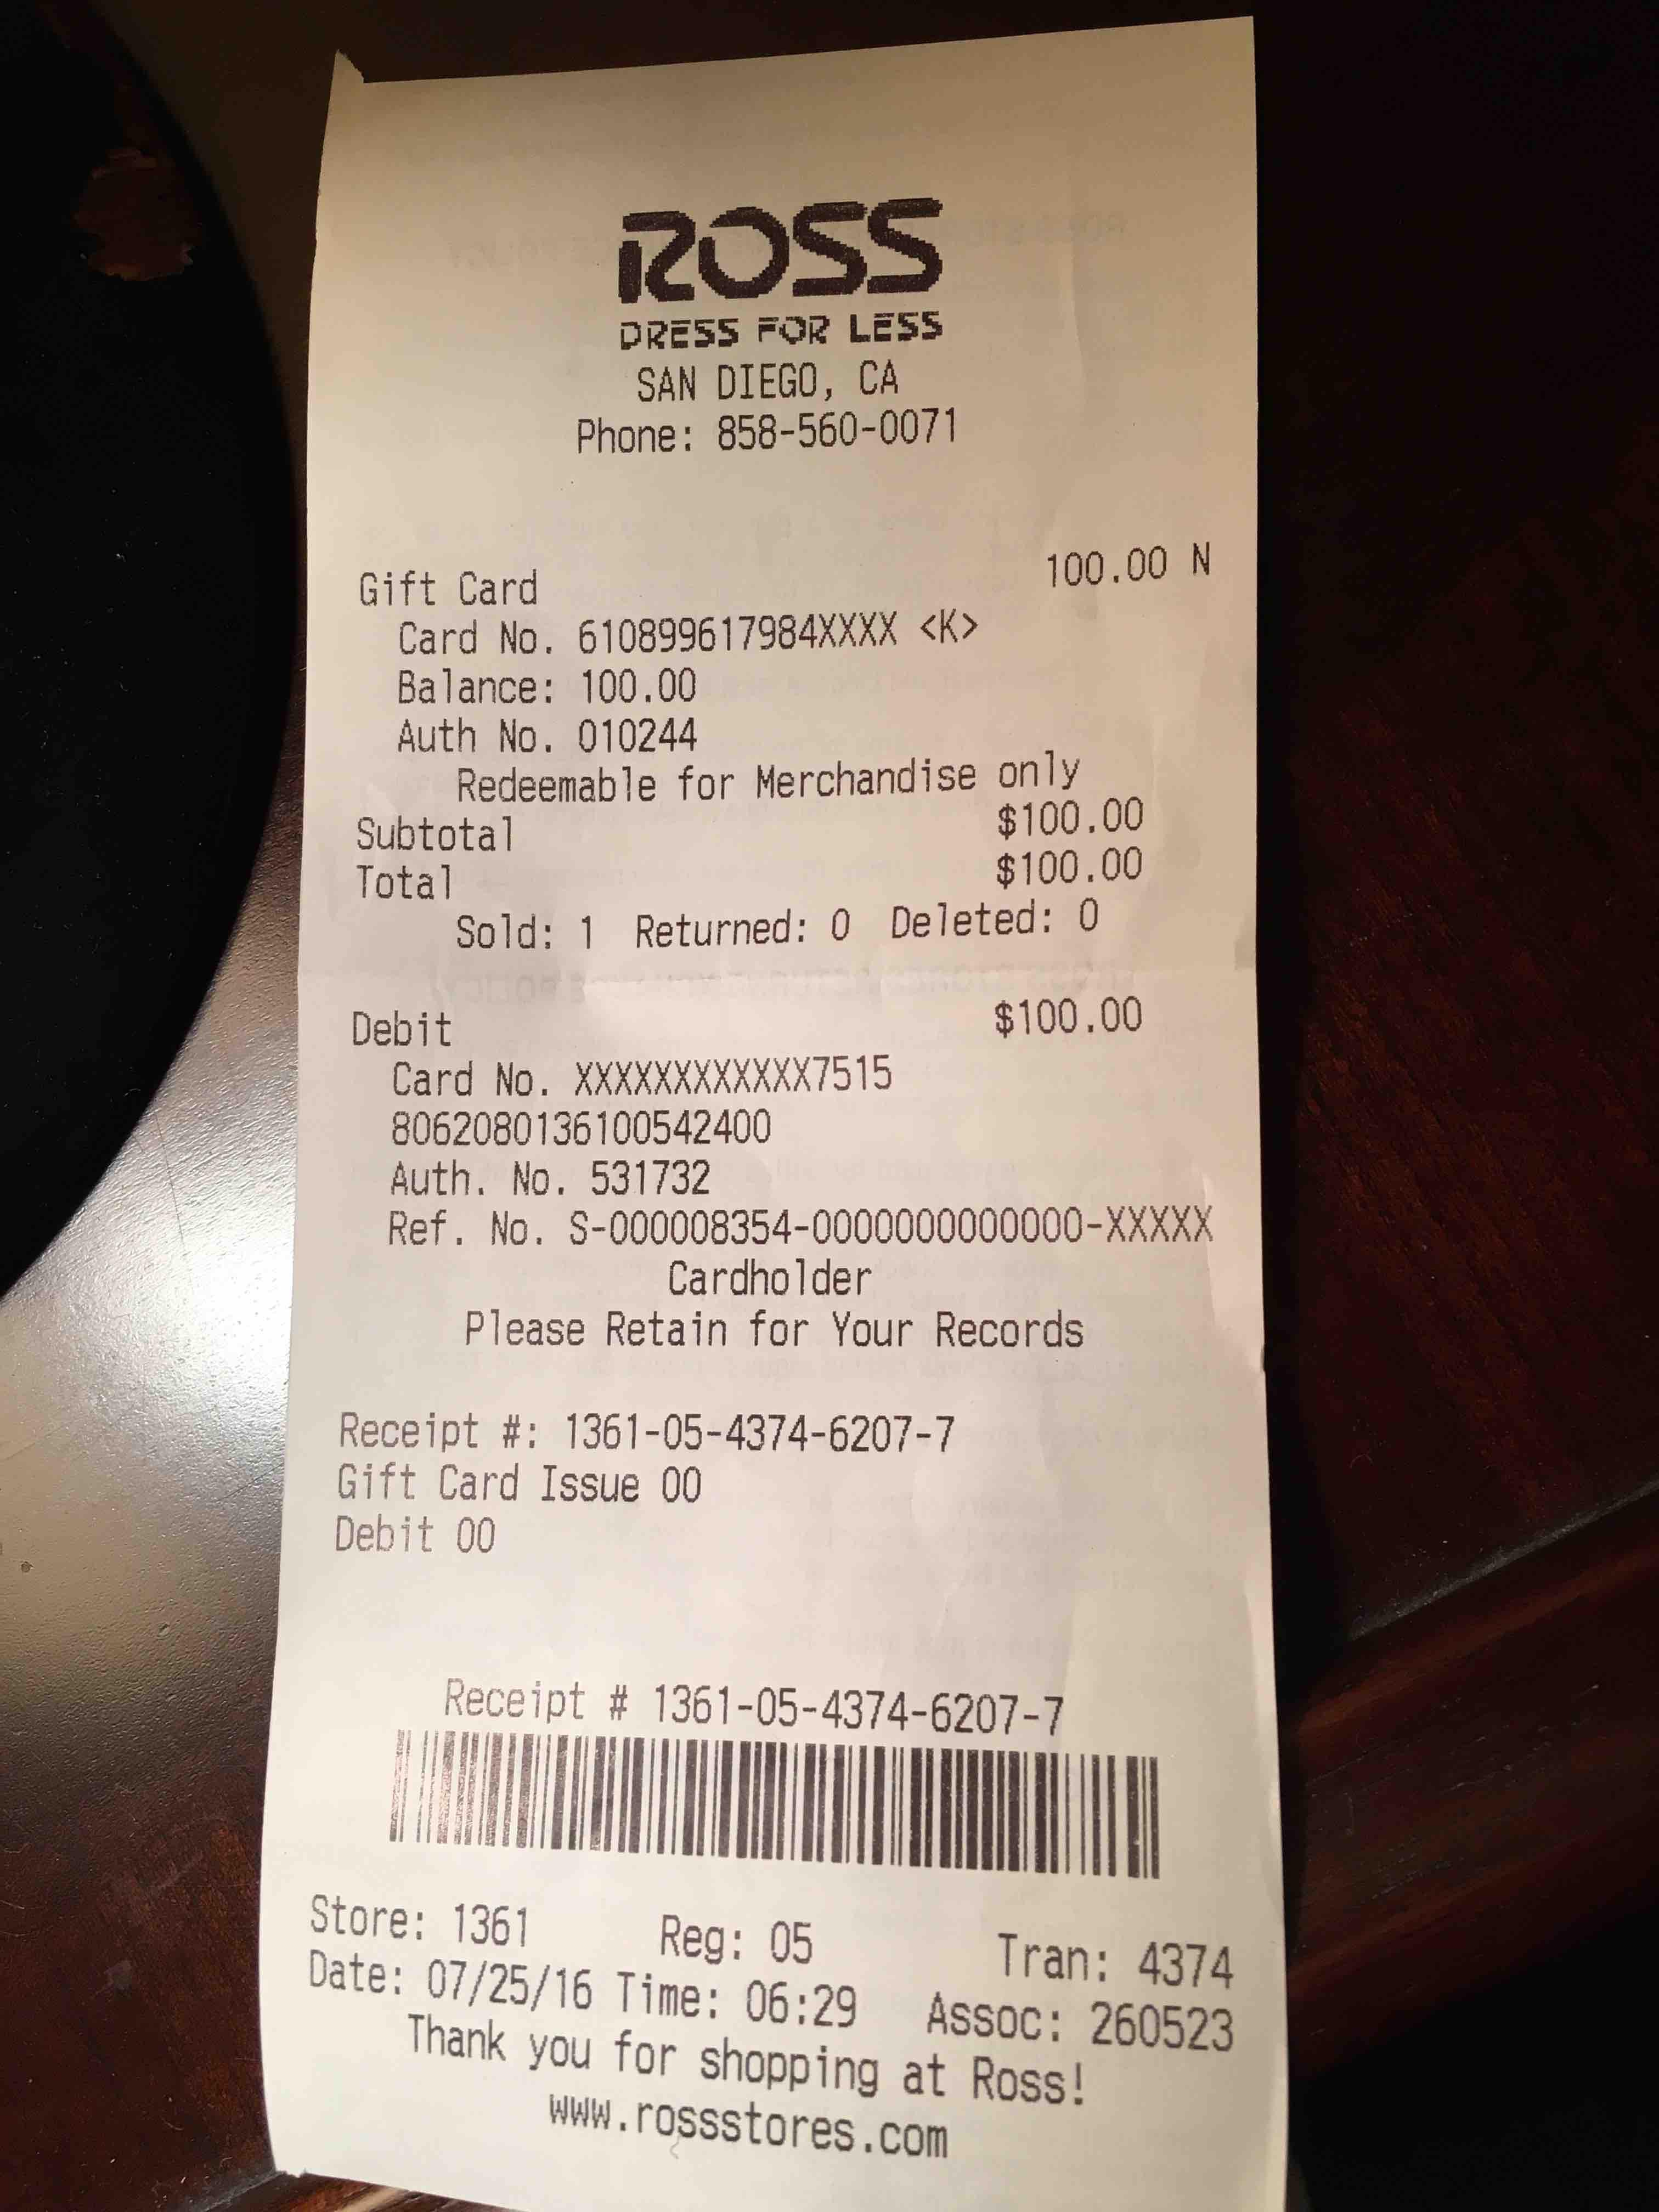 ROSS
DRESS FOR LESS
SAN DIEGO, CA
Phone: 858-560-0071
Gift Card 100.00 N
Card No. 610899617984XXXX <K>
Balance: 100.00
Auth No. 010244
Redeemable for Merchandise only
Subtotal $100.00
Total $100.00
Sold: 1 Returned: 0 Deleted: 0
Debit $100.00
Card No. XXXXXXXXXXXX7515
8062080136100542400
Auth. No. 531732
Ref. No. S-000008354-00000000000000-XXXXX
Cardholder
Please Retain for Your Records
Receipt #: 1361-05-4374-6207-7
Gift Card Issue 00
Debit 00
Receipt # 1361-05-4374-6207-7
Store: 1361 Reg: 05 Tran: 4374
Date: 07/25/16 Time: 06:29 Assoc: 260523
Thank you for shopping at Ross!
www.rossstores.com